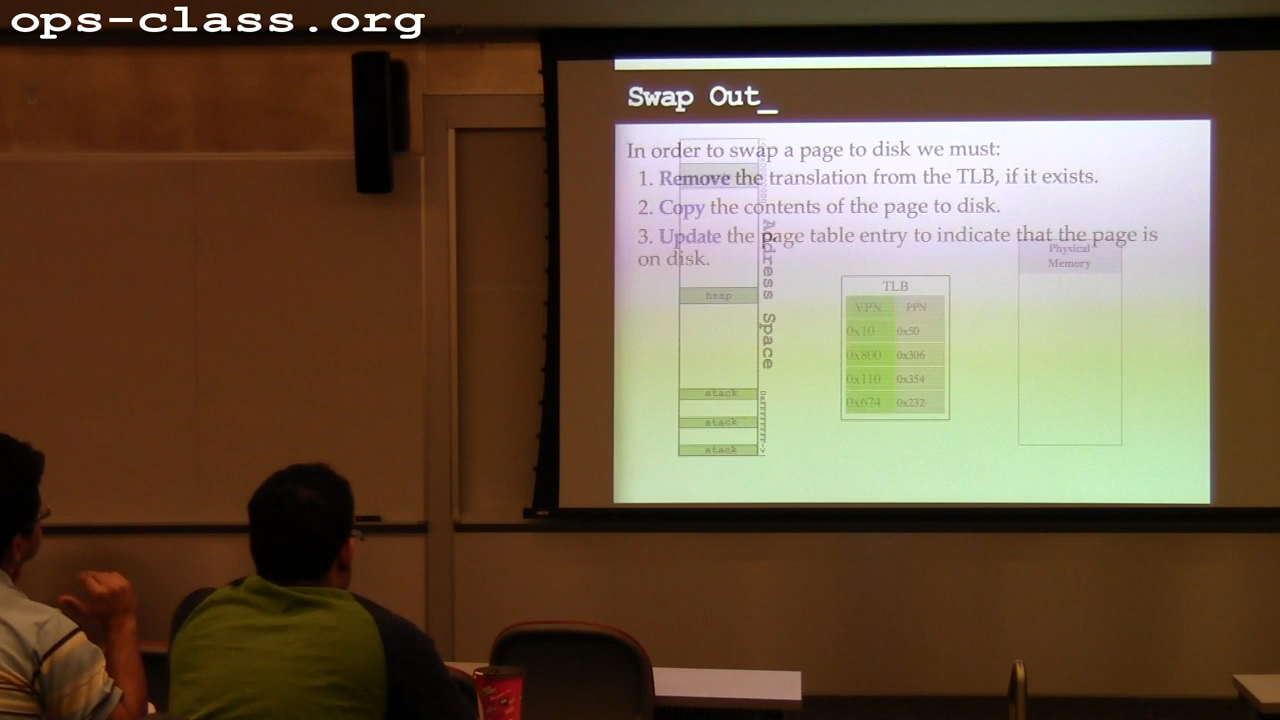 ops-class.org
Swap Out_
In order to swap a page to disk we must:
1. Remove the translation from the TLB, if it exists.
2. Copy the contents of the page to disk.
3. Update the page table entry to indicate that the page is
on disk.
Address Space
heap
stack
stack
stack
0xFFFFFFFF->
TLB
VPN PPN
0x10 0x50
0x800 0x306
0x110 0x354
0x674 0x232
Physical
Memory